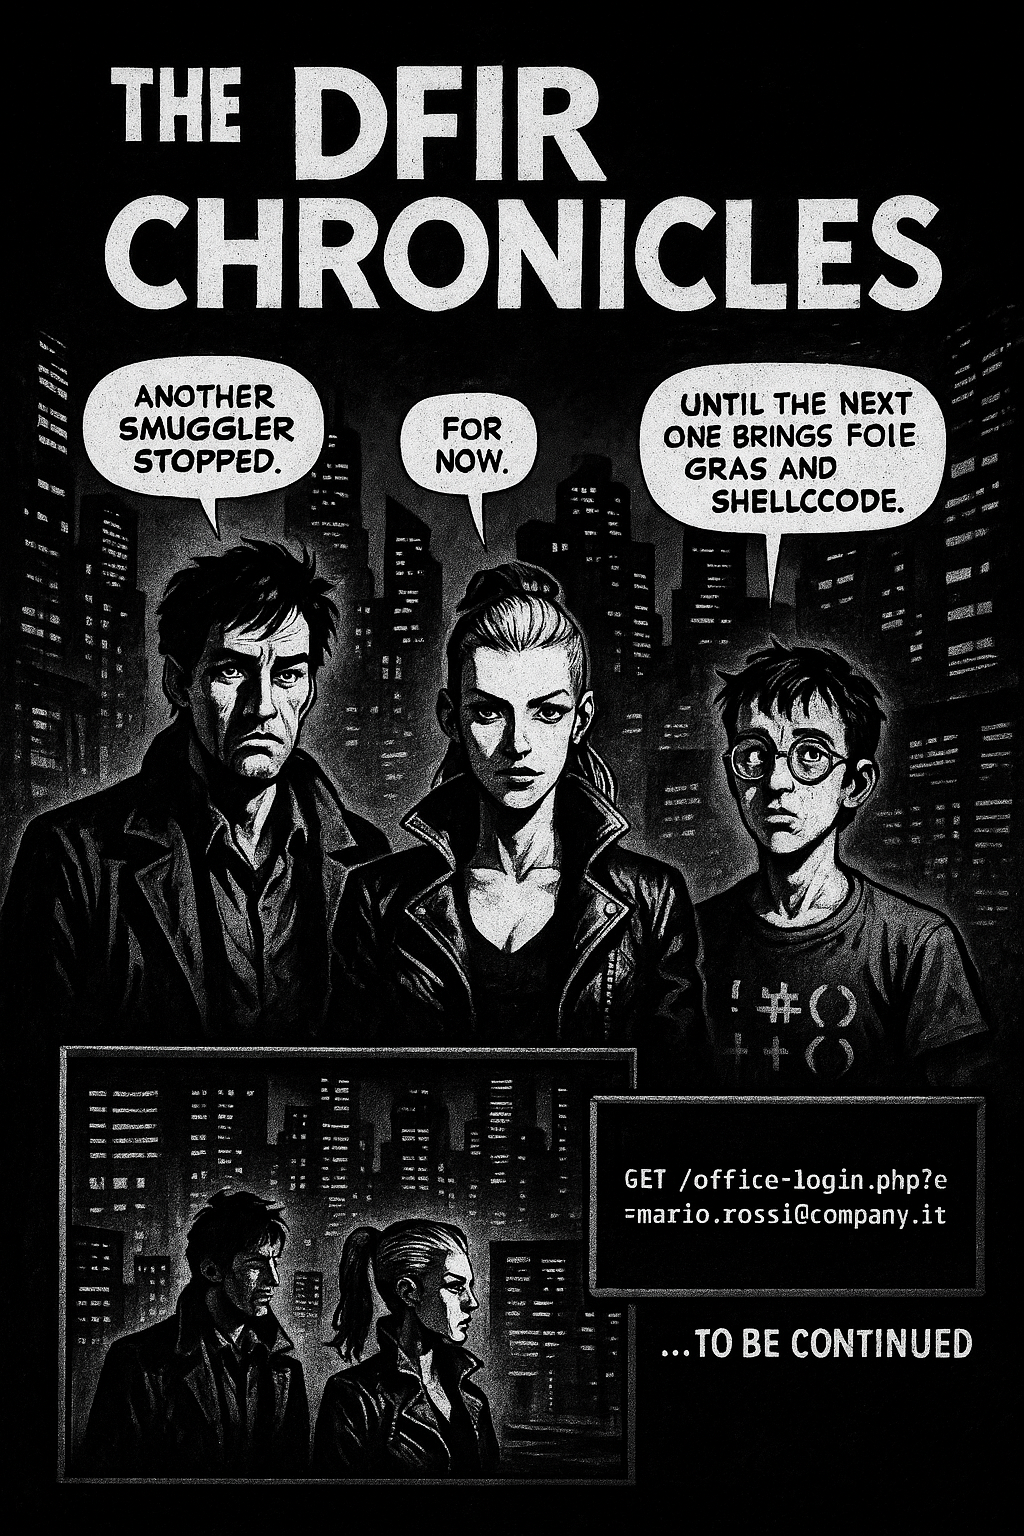 THE DFIR
CHRONICLES
ANOTHER
SMUGGLER
STOPPED.
FOR
NOW.
UNTIL THE NEXT
ONE BRINGS FOIE
GRAS AND
SHELLCCODE.
!#()
++()
GET /office-login.php?e
=mario.rossi@company.it
...TO BE CONTINUED